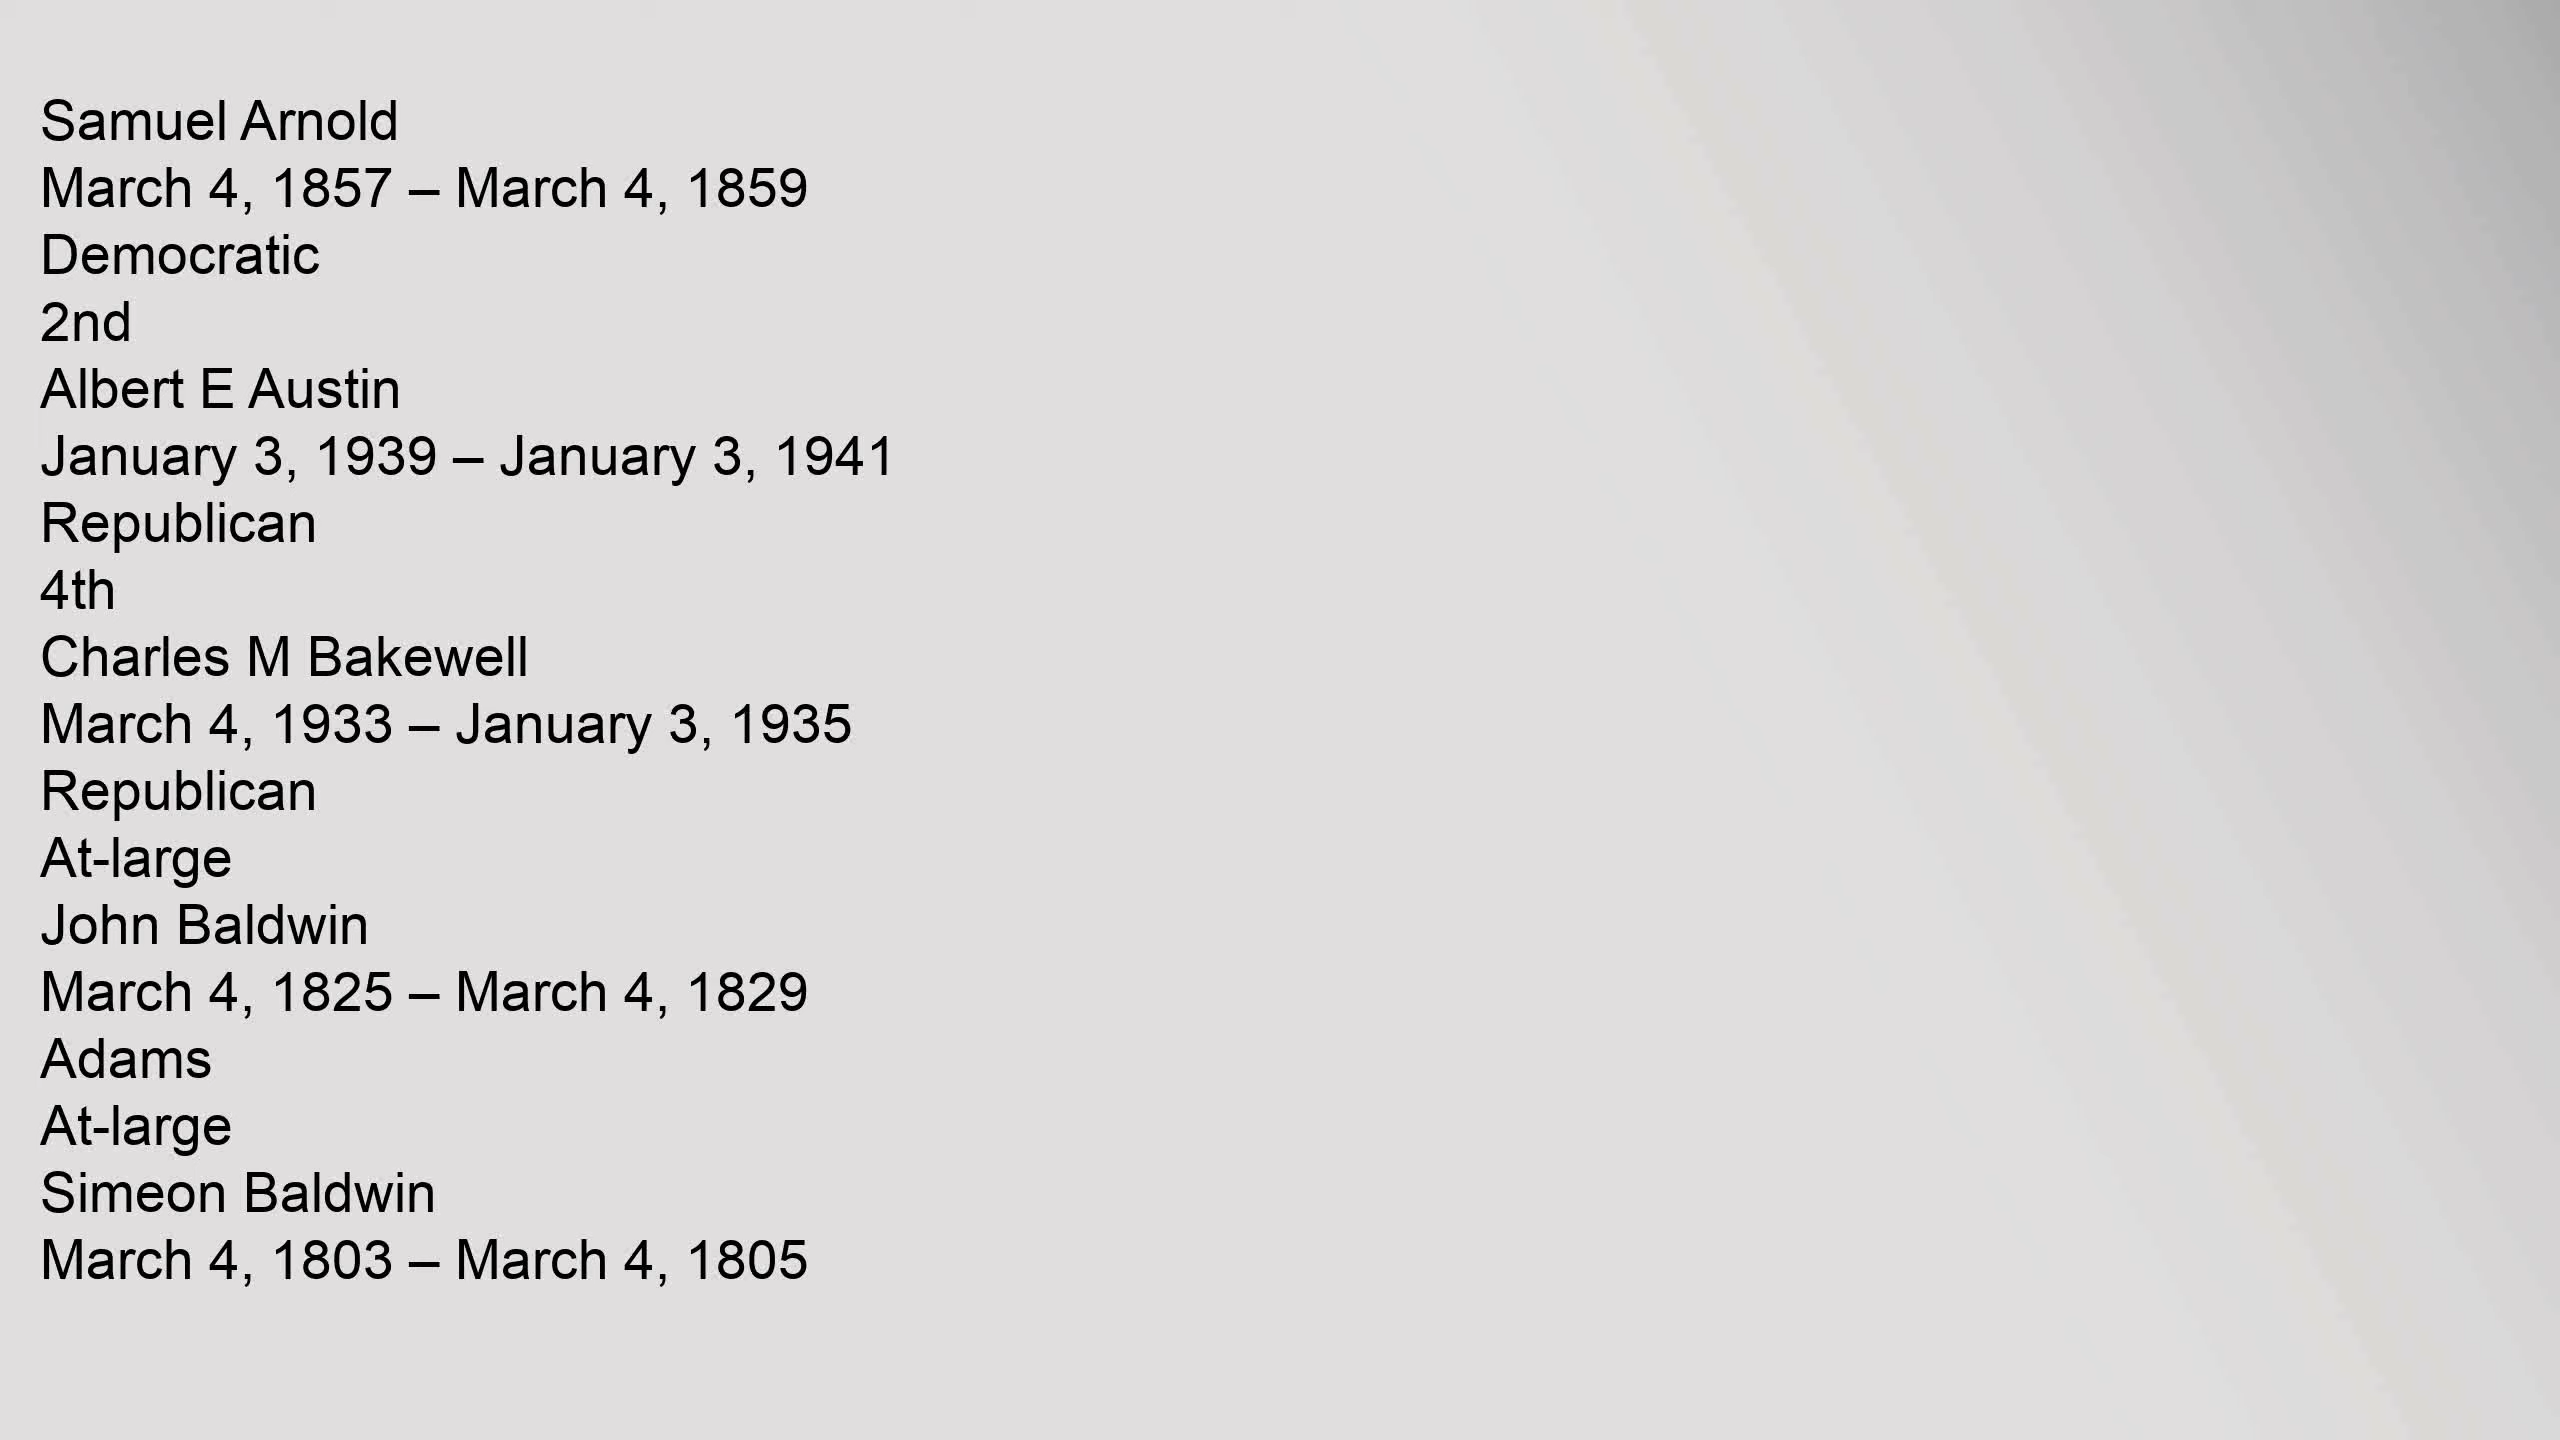 Samuel Arnold
March 4, 1857 – March 4, 1859
Democratic
2nd
Albert E Austin
January 3, 1939 – January 3, 1941
Republican
4th
Charles M Bakewell
March 4, 1933 – January 3, 1935
Republican
At-large
John Baldwin
March 4, 1825 – March 4, 1829
Adams
At-large
Simeon Baldwin
March 4, 1803 – March 4, 1805